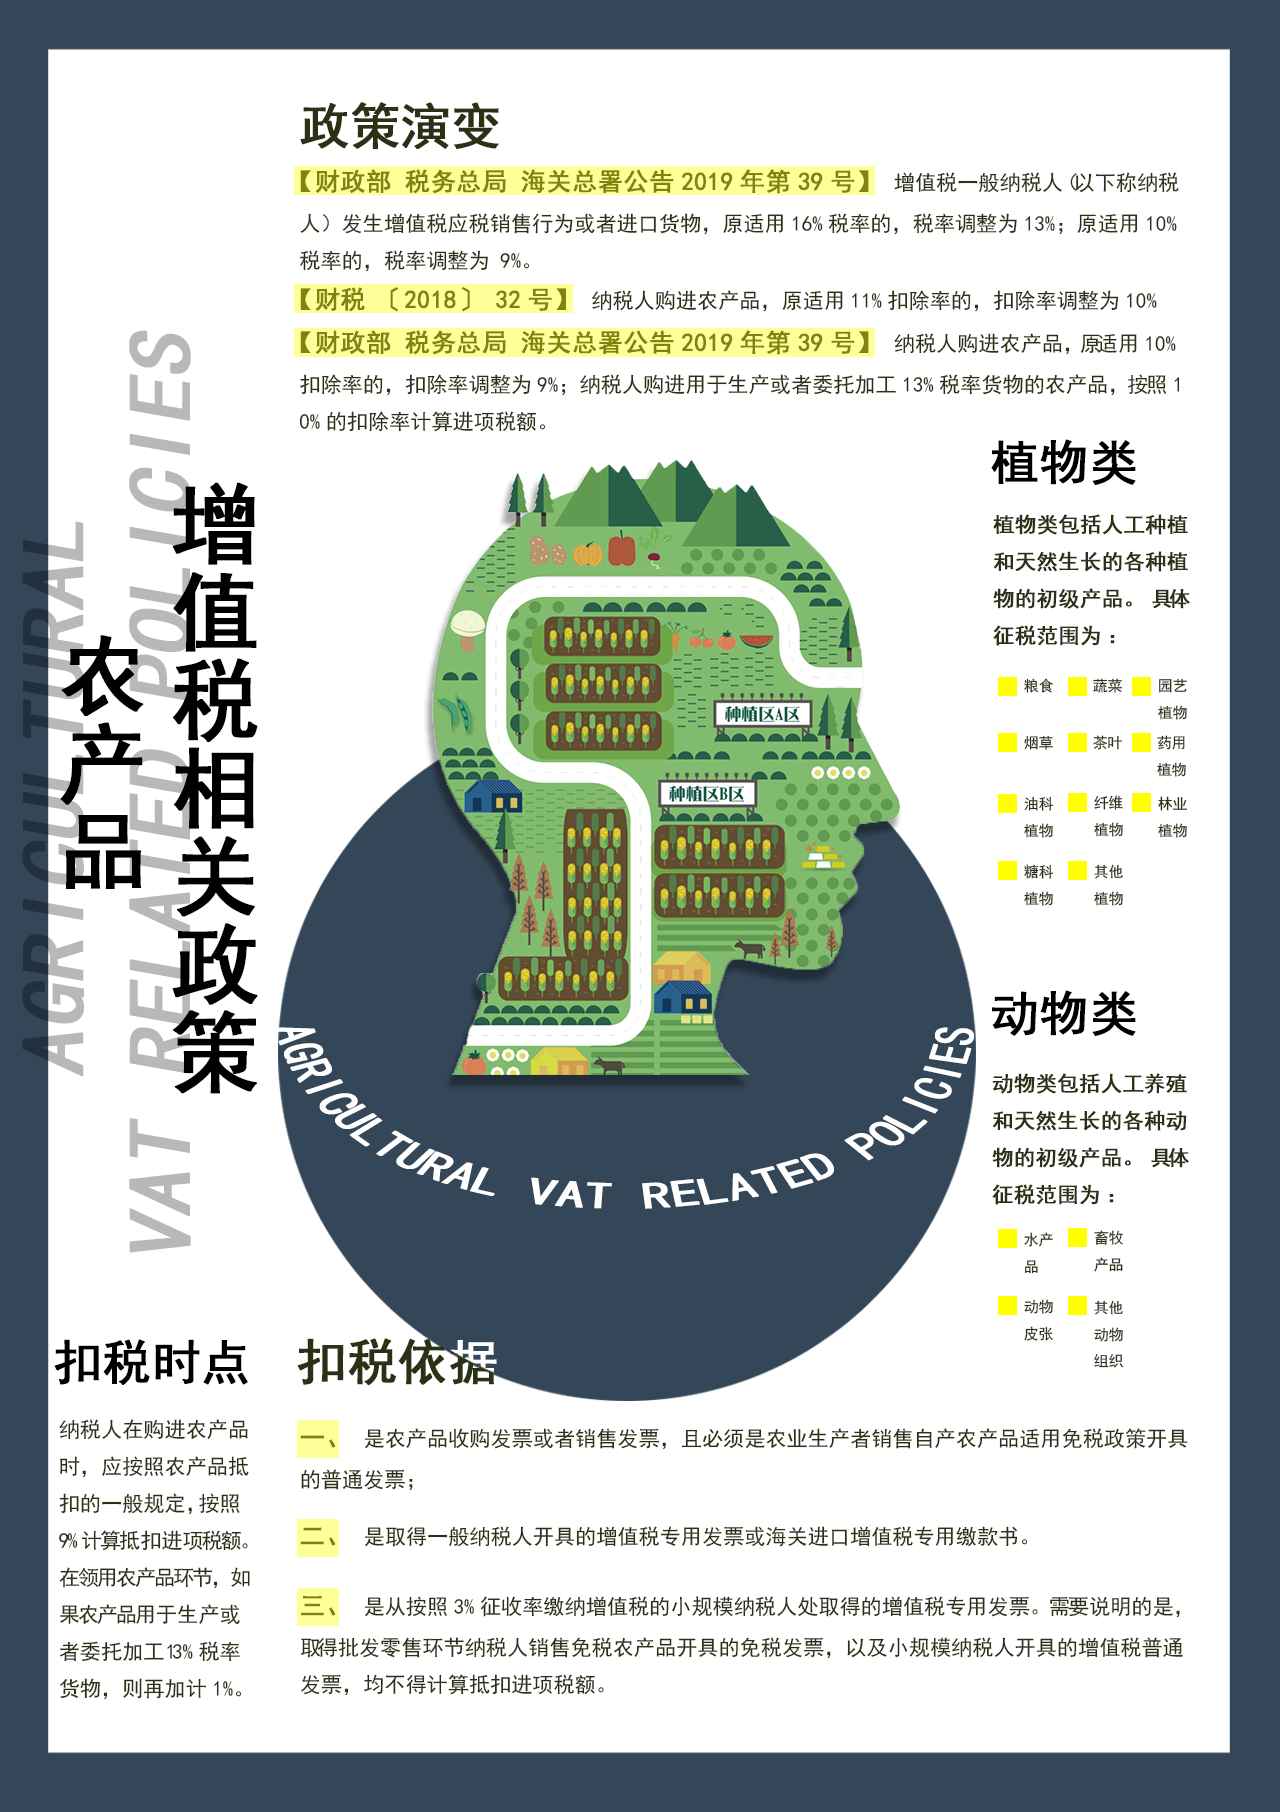 政策演变
【财政部 税务总局 海关总署公告 2019 年第 39 号】 增值税一般纳税人（以下称纳税
人）发生增值税应税销售行为或者进口货物，原适用 16% 税率的，税率调整为 13%；原适用 10%
税率的，税率调整为 9%。
【财税 〔2018〕 32 号】 纳税人购进农产品，原适用 11% 扣除率的，扣除率调整为 10%
【财政部 税务总局 海关总署公告 2019 年第 39 号】 纳税人购进农产品，原适用 10%
扣除率的，扣除率调整为 9%；纳税人购进用于生产或者委托加工 13% 税率货物的农产品，按照 1
0% 的扣除率计算进项税额。
农产品
增值税相关政策
AGRICULTURAL
VAT RELATED POLICIES
种植区A区
种植区B区
AGRICULTURAL VAT RELATED POLICIES
植物类
植物类包括人工种植
和天然生长的各种植
物的初级产品。 具体
征税范围为 ：
粮食 蔬菜 园艺
植物
烟草 茶叶 药用
植物
油科 纤维 林业
植物 植物 植物
糖科 其他
植物 植物
动物类
动物类包括人工养殖
和天然生长的各种动
物的初级产品。 具体
征税范围为 ：
水产 畜牧
品 产品
动物 其他
皮张 动物
组织
扣税时点
纳税人在购进农产品
时，应按照农产品抵
扣的一般规定，按照
9% 计算抵扣进项税额。
在领用农产品环节，如
果农产品用于生产或
者委托加工 13% 税率
货物，则再加计 1%。
扣税依据
一、 是农产品收购发票或者销售发票，且必须是农业生产者销售自产农产品适用免税政策开具
的普通发票；
二、 是取得一般纳税人开具的增值税专用发票或海关进口增值税专用缴款书。
三、 是从按照 3% 征收率缴纳增值税的小规模纳税人处取得的增值税专用发票。需要说明的是，
取得批发零售环节纳税人销售免税农产品开具的免税发票，以及小规模纳税人开具的增值税普通
发票，均不得计算抵扣进项税额。